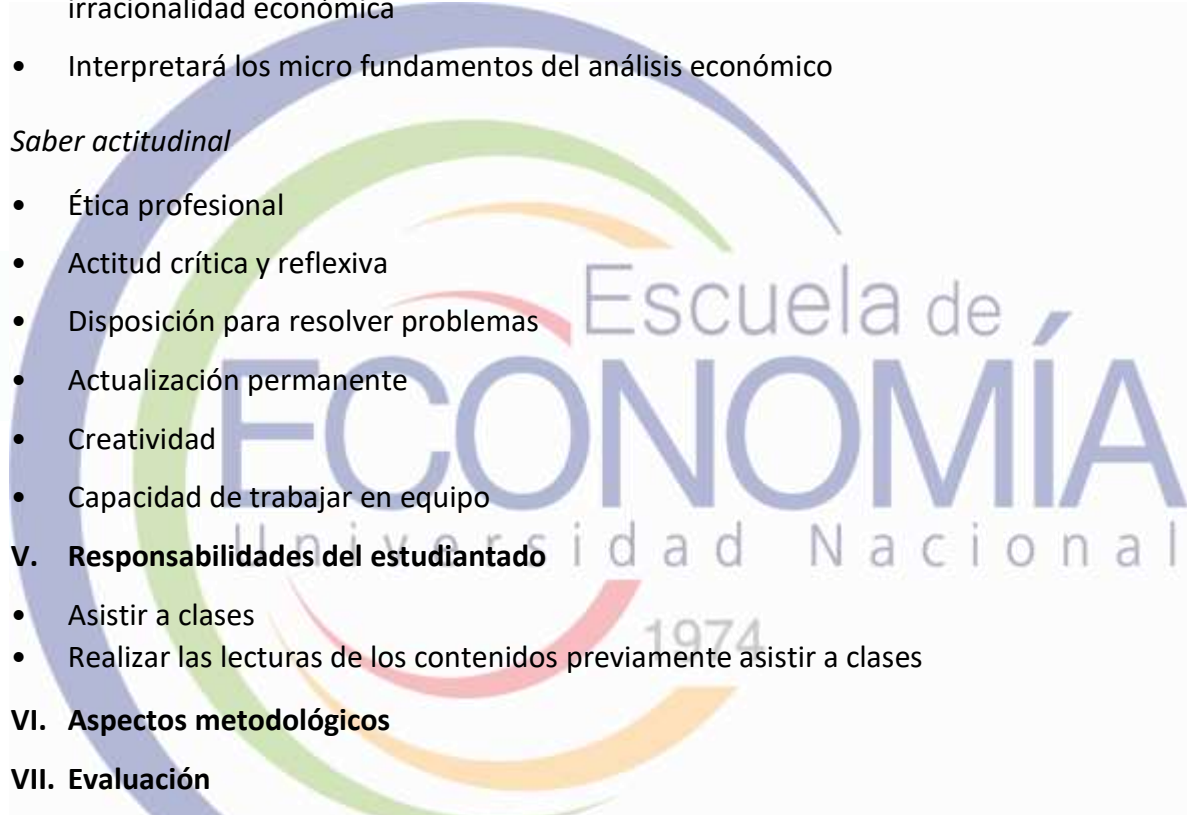 irracionalidad económica
• Interpretará los micro fundamentos del análisis económico
Saber actitudinal
• Ética profesional
• Actitud crítica y reflexiva
• Disposición para resolver problemas
• Actualización permanente
• Creatividad
• Capacidad de trabajar en equipo
V. Responsabilidades del estudiantado
• Asistir a clases
• Realizar las lecturas de los contenidos previamente asistir a clases
VI. Aspectos metodológicos
VII. Evaluación
Escuela de
ECONOMÍA
Universidad Nacional
1974